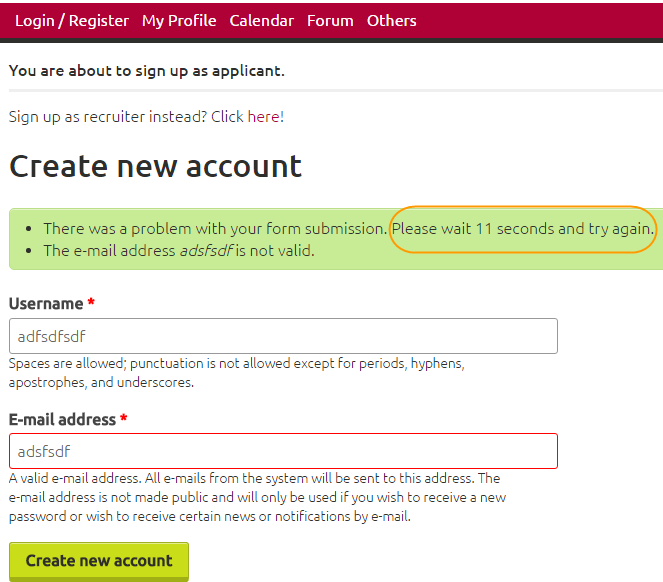 Login / Register My Profile Calendar Forum Others
You are about to sign up as applicant.
Sign up as recruiter instead? Click here!
Create new account
• There was a problem with your form submission. Please wait 11 seconds and try again.
• The e-mail address adsfsdf is not valid.
Username *
adfsdfsdf
Spaces are allowed; punctuation is not allowed except for periods, hyphens,
apostrophes, and underscores.
E-mail address *
adsfsdf
A valid e-mail address. All e-mails from the system will be sent to this address. The
e-mail address is not made public and will only be used if you wish to receive a new
password or wish to receive certain news or notifications by e-mail.
Create new account